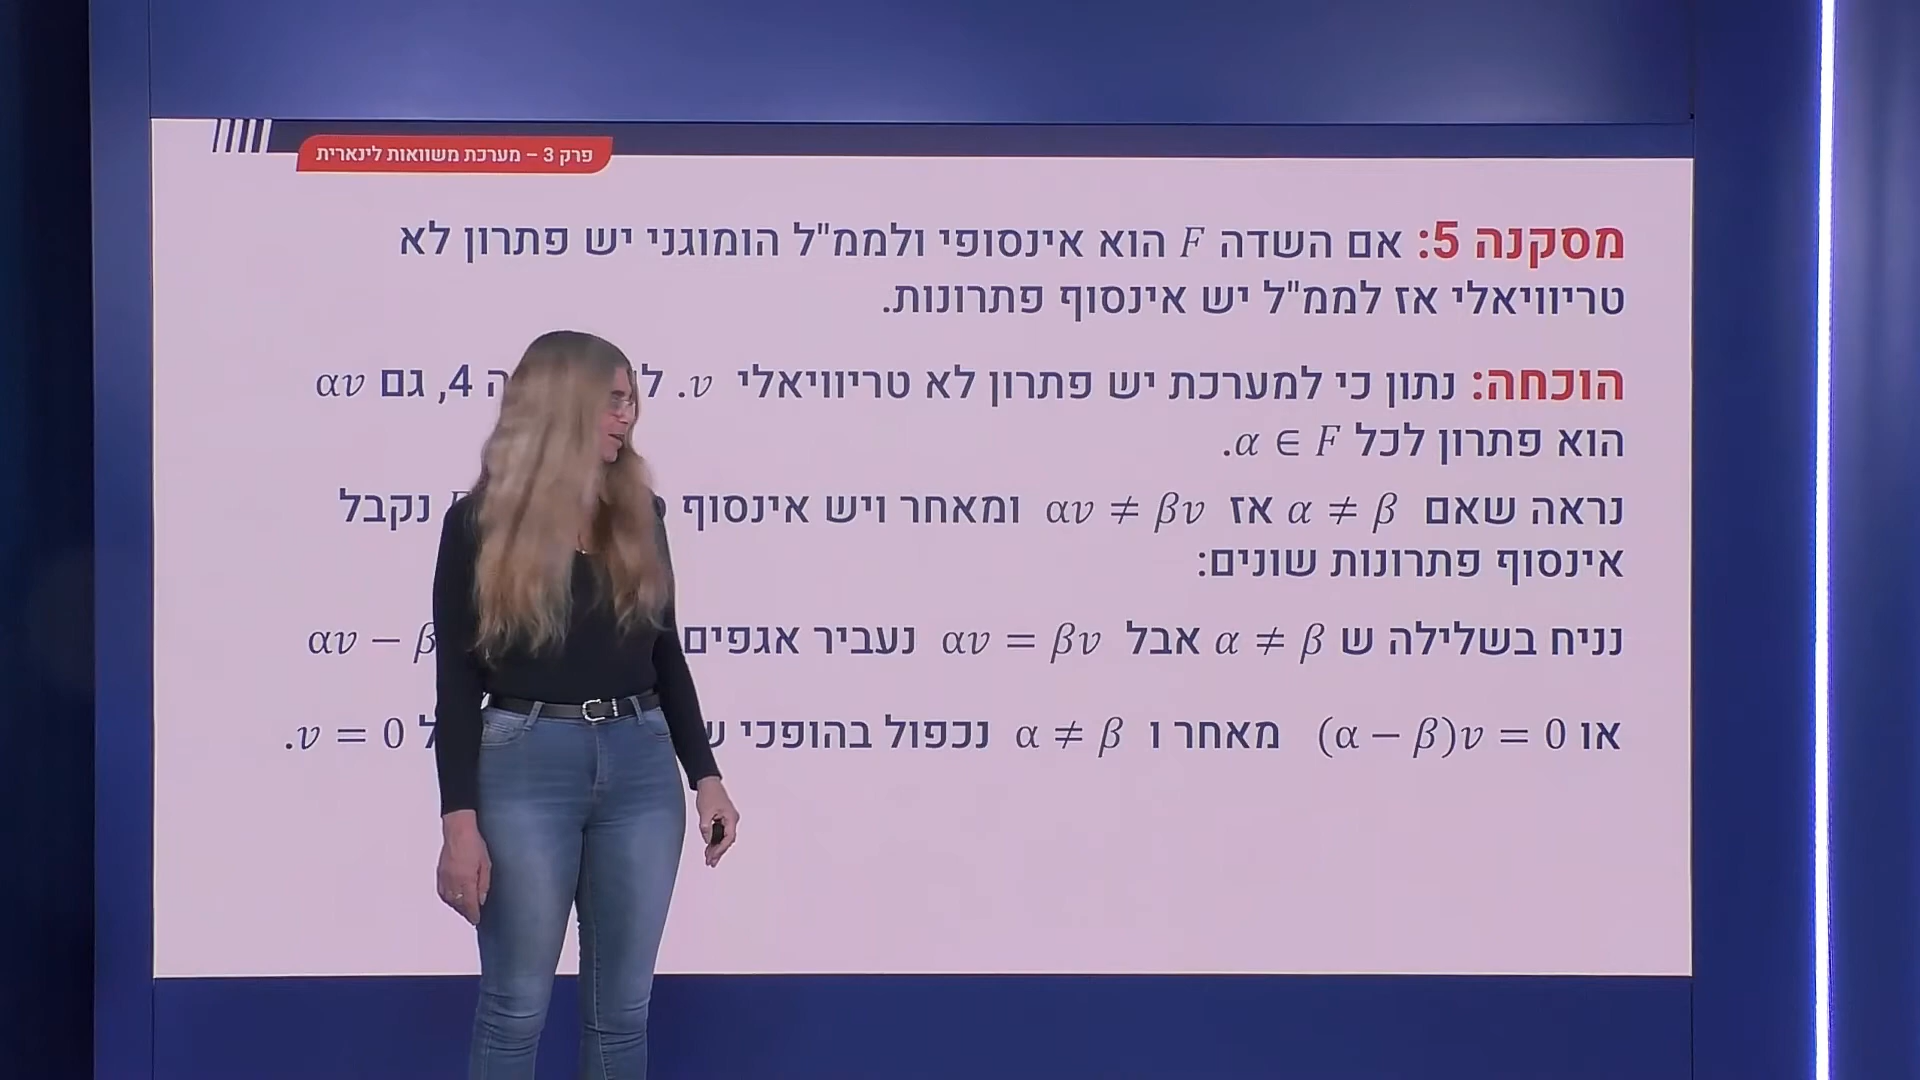 פרק 3 – מערכת משוואות לינארית
מסקנה 5: אם השדה F הוא אינסופי ולממ"ל הומוגני יש פתרון לא
טריוויאלי אז לממ"ל יש אינסוף פתרונות.
הוכחה: נתון כי למערכת יש פתרון לא טריוויאלי v. 4, גם αv
הוא פתרון לכל α ∈ F.
נראה שאם α ≠ β אז αv ≠ βv ומאחר ויש אינסוף נקבל
אינסוף פתרונות שונים:
נניח בשלילה ש α ≠ β אבל αv = βv נעביר אגפים αv − β
או (α − β)v = 0 מאחר ו α ≠ β נכפול בהופכי v = 0.